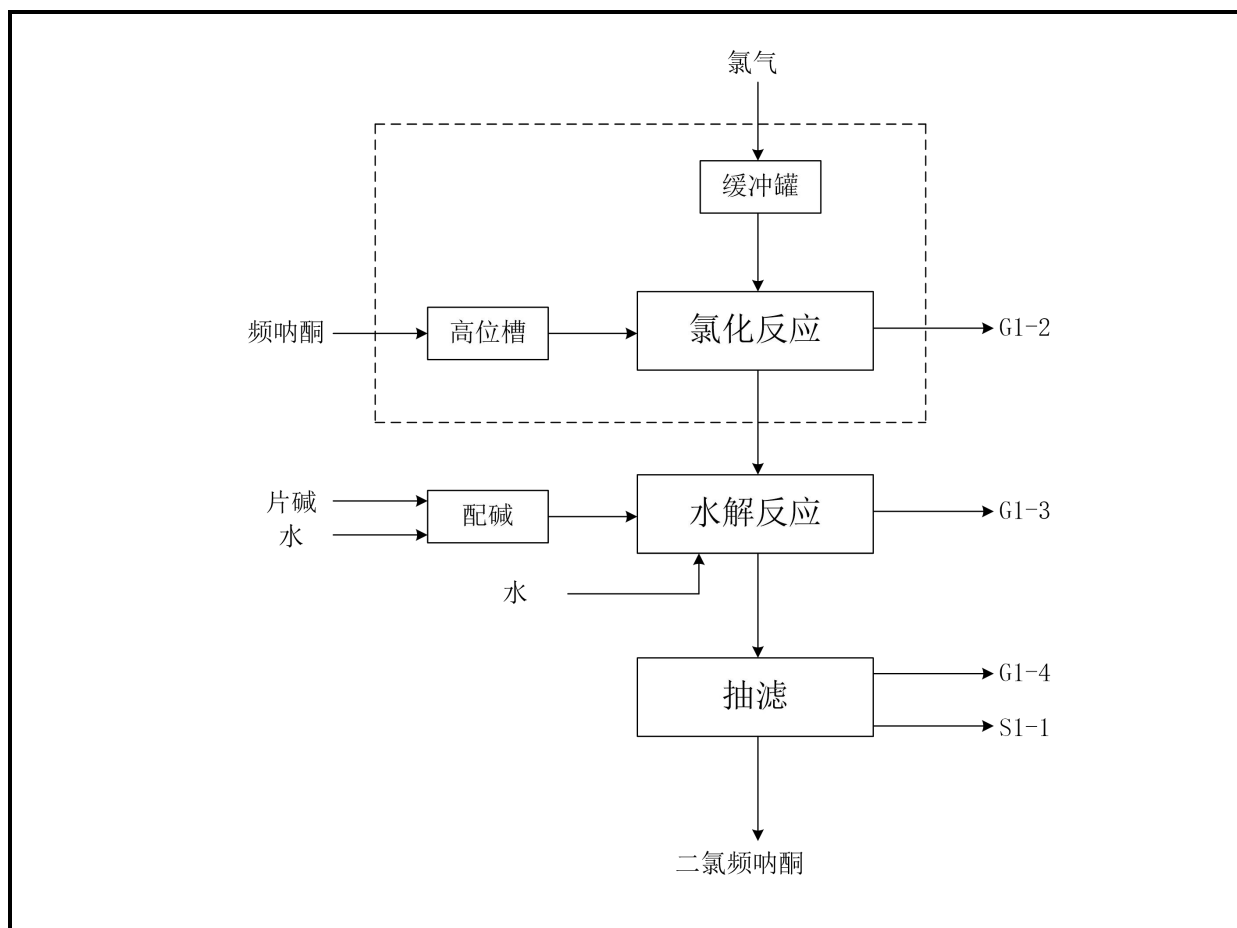 氯气
缓冲罐
频呐酮
高位槽
氯化反应
G1-2
片碱
水
配碱
水解反应
G1-3
水
抽滤
G1-4
S1-1
二氯频呐酮